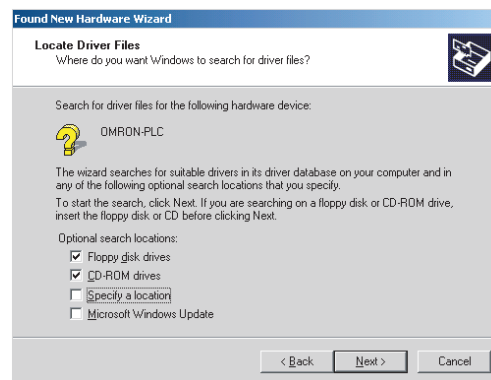 Found New Hardware Wizard
Locate Driver Files
Where do you want Windows to search for driver files?
Search for driver files for the following hardware device:
OMRON-PLC
The wizard searches for suitable drivers in its driver database on your computer and in
any of the following optional search locations that you specify.
To start the search, click Next. If you are searching on a floppy disk or CD-ROM drive,
insert the floppy disk or CD before clicking Next.
Optional search locations:
Floppy disk drives
CD-ROM drives
Specify a location
Microsoft Windows Update
< Back
Next >
Cancel